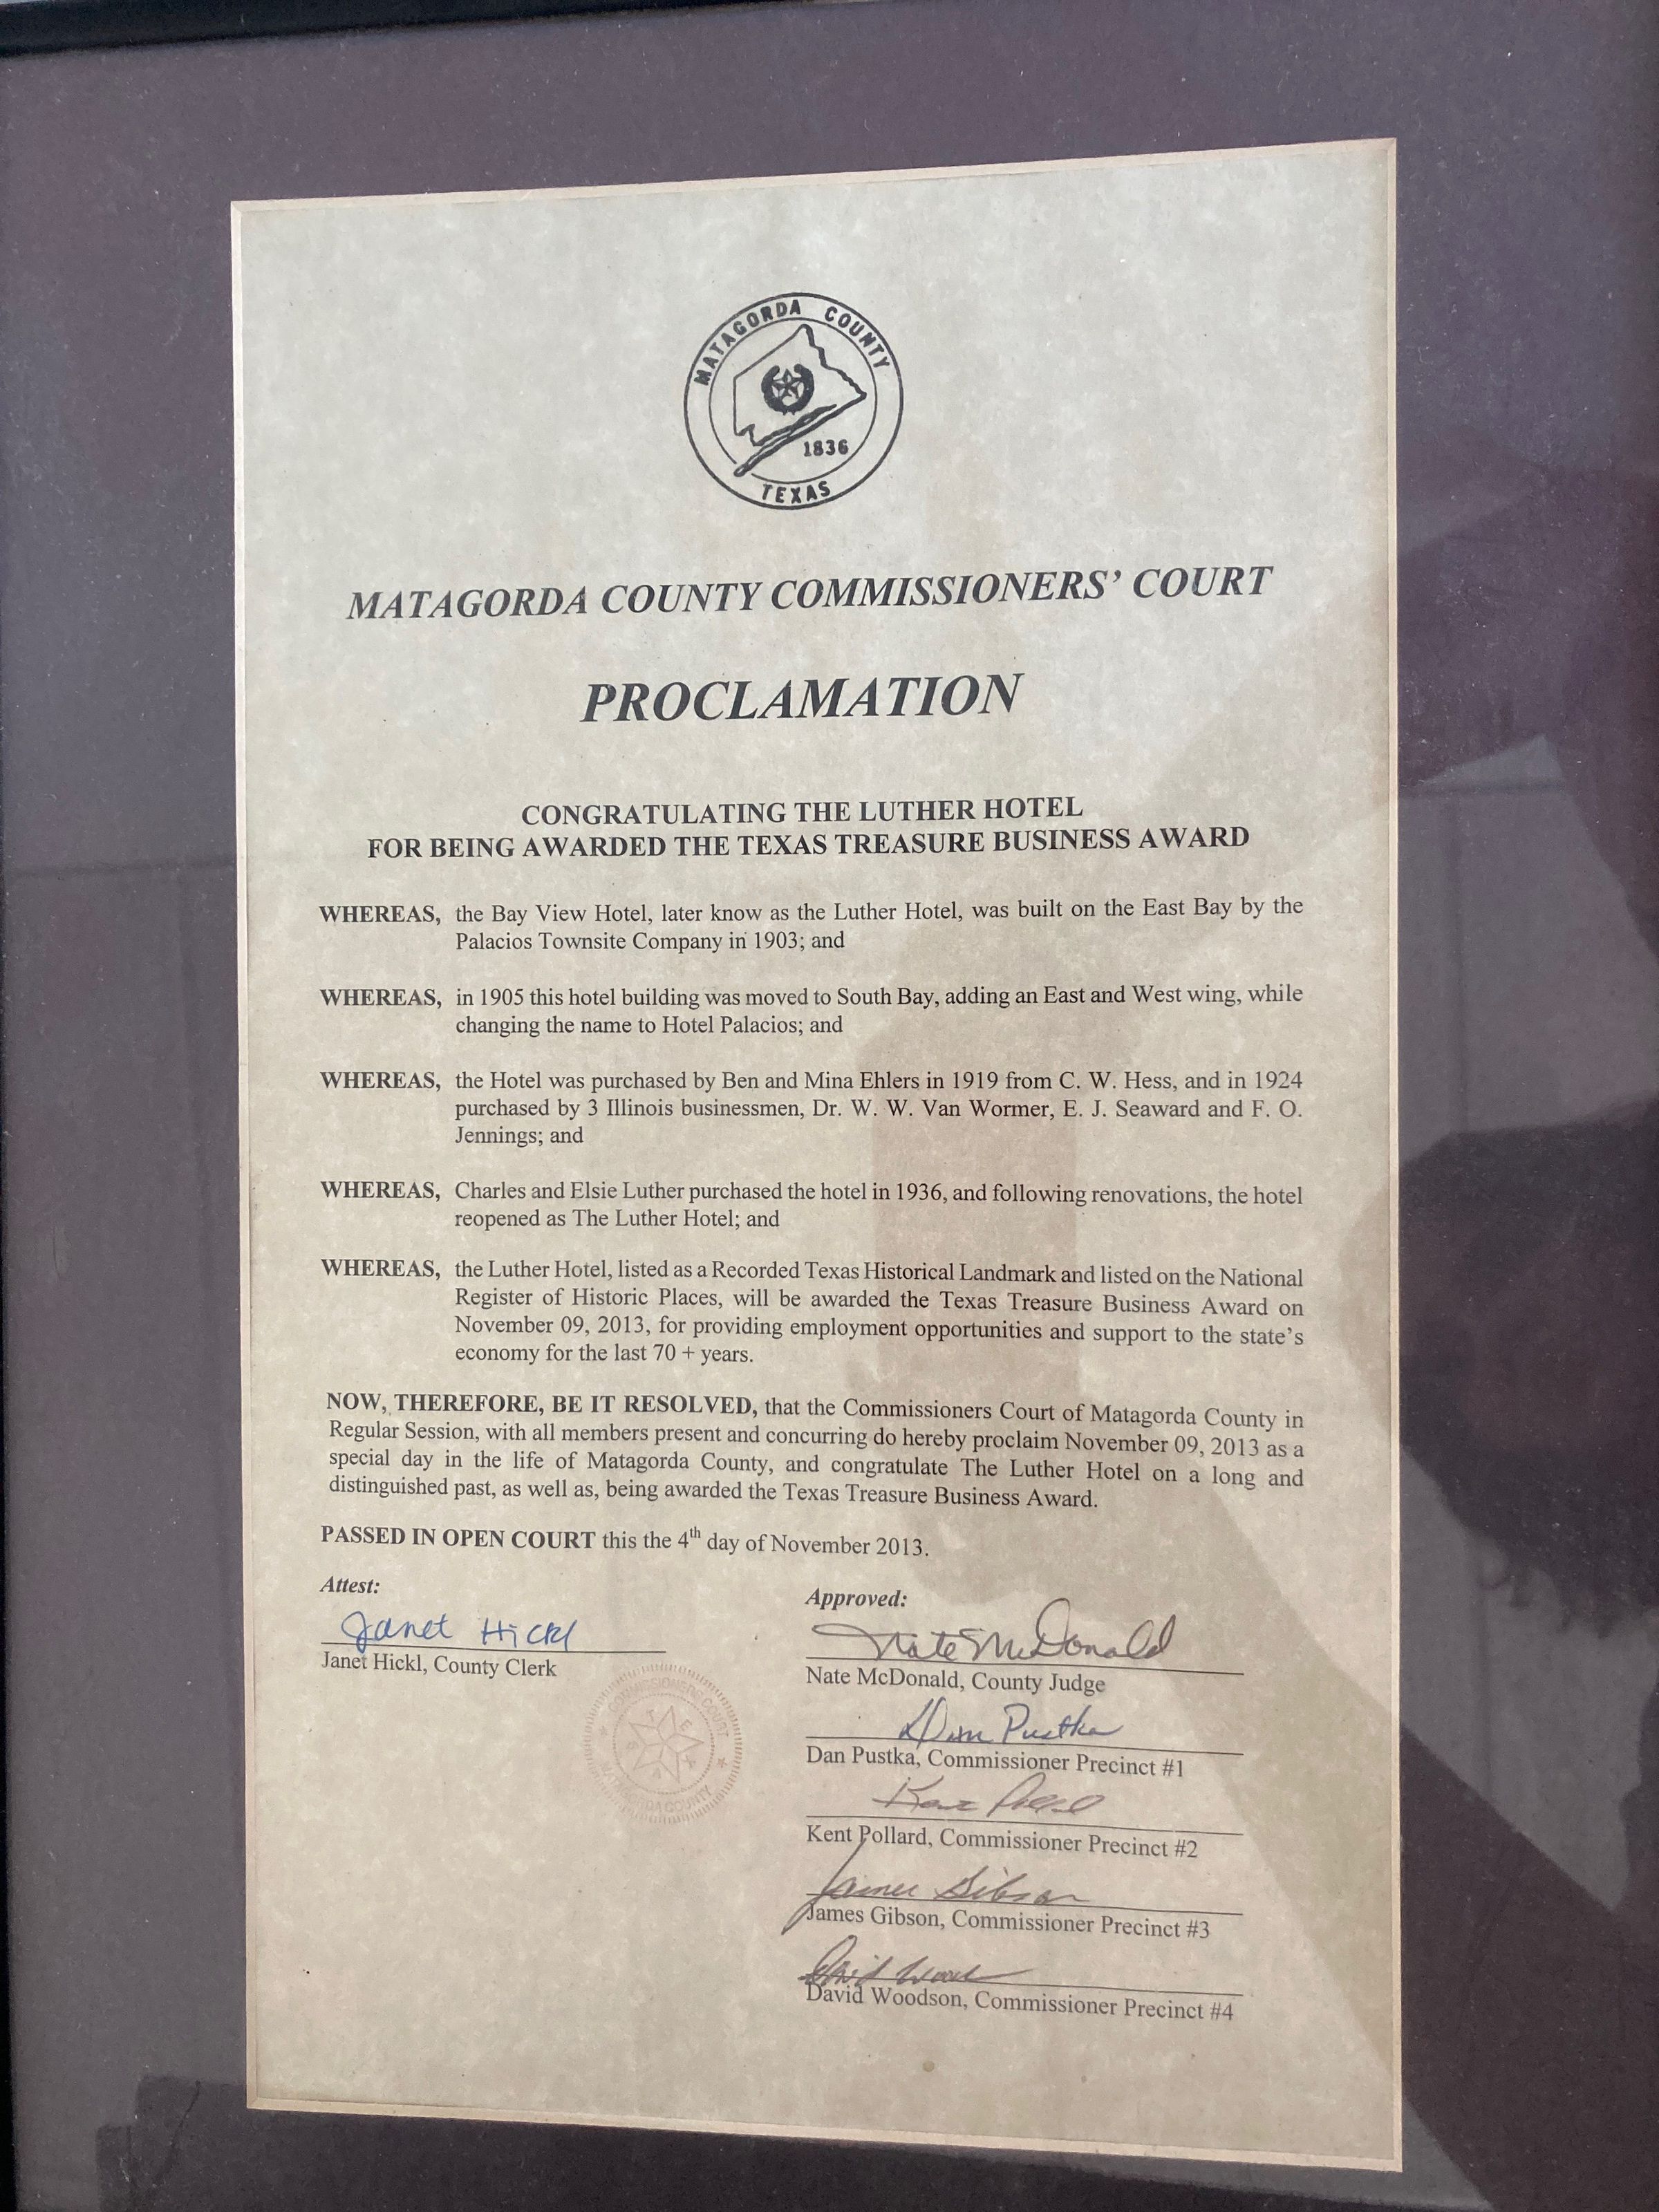 MATAGORDA COUNTY
1836
TEXAS
MATAGORDA COUNTY COMMISSIONERS' COURT
PROCLAMATION
CONGRATULATING THE LUTHER HOTEL
FOR BEING AWARDED THE TEXAS TREASURE BUSINESS AWARD
WHEREAS, the Bay View Hotel, later know as the Luther Hotel, was built on the East Bay by the
Palacios Townsite Company in 1903; and
WHEREAS, in 1905 this hotel building was moved to South Bay, adding an East and West wing, while
changing the name to Hotel Palacios; and
WHEREAS, the Hotel was purchased by Ben and Mina Ehlers in 1919 from C. W. Hess, and in 1924
purchased by 3 Illinois businessmen, Dr. W. W. Van Wormer, E. J. Seaward and F. O.
Jennings; and
WHEREAS, Charles and Elsie Luther purchased the hotel in 1936, and following renovations, the hotel
reopened as The Luther Hotel; and
WHEREAS, the Luther Hotel, listed as a Recorded Texas Historical Landmark and listed on the National
Register of Historic Places, will be awarded the Texas Treasure Business Award on
November 09, 2013, for providing employment opportunities and support to the state's
economy for the last 70 + years.
NOW, THEREFORE, BE IT RESOLVED, that the Commissioners Court of Matagorda County in
Regular Session, with all members present and concurring do hereby proclaim November 09, 2013 as a
special day in the life of Matagorda County, and congratulate The Luther Hotel on a long and
distinguished past, as well as, being awarded the Texas Treasure Business Award.
PASSED IN OPEN COURT this the 4th day of November 2013.
Attest:
Janet Hickl
Janet Hickl, County Clerk
COMMISSIONERS COURT
TEXAS
MATAGORDA COUNTY
Approved:
Nate McDonald
Nate McDonald, County Judge
Dan Pustka
Dan Pustka, Commissioner Precinct #1
Kent Pollard
Kent Pollard, Commissioner Precinct #2
James Gibson
James Gibson, Commissioner Precinct #3
David Woodson
David Woodson, Commissioner Precinct #4